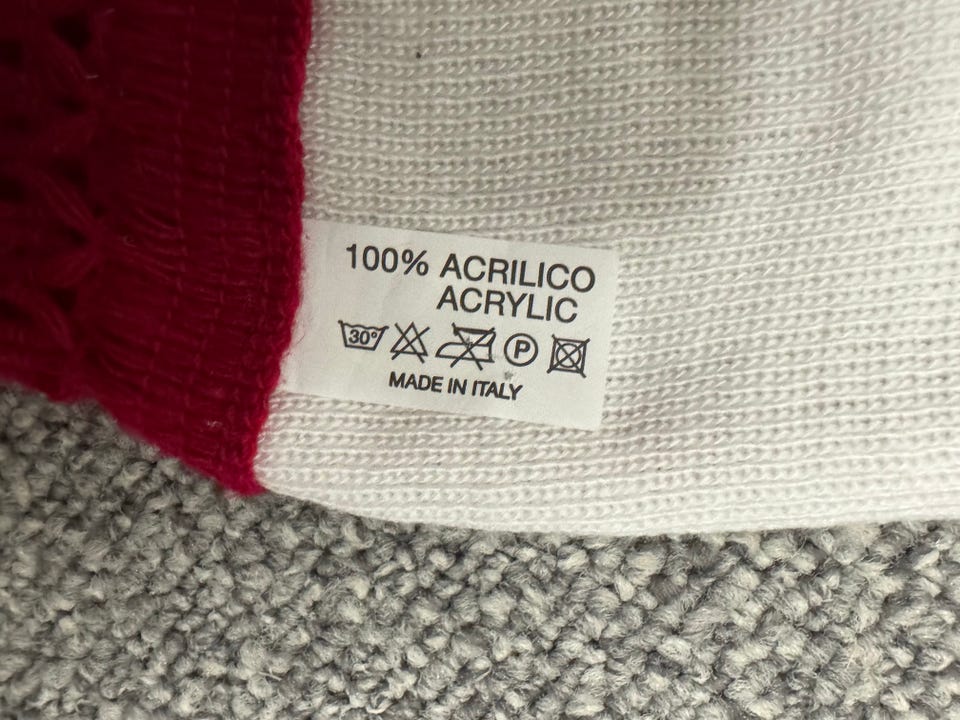 100% ACRILICO
ACRYLIC
30° P
MADE IN ITALY